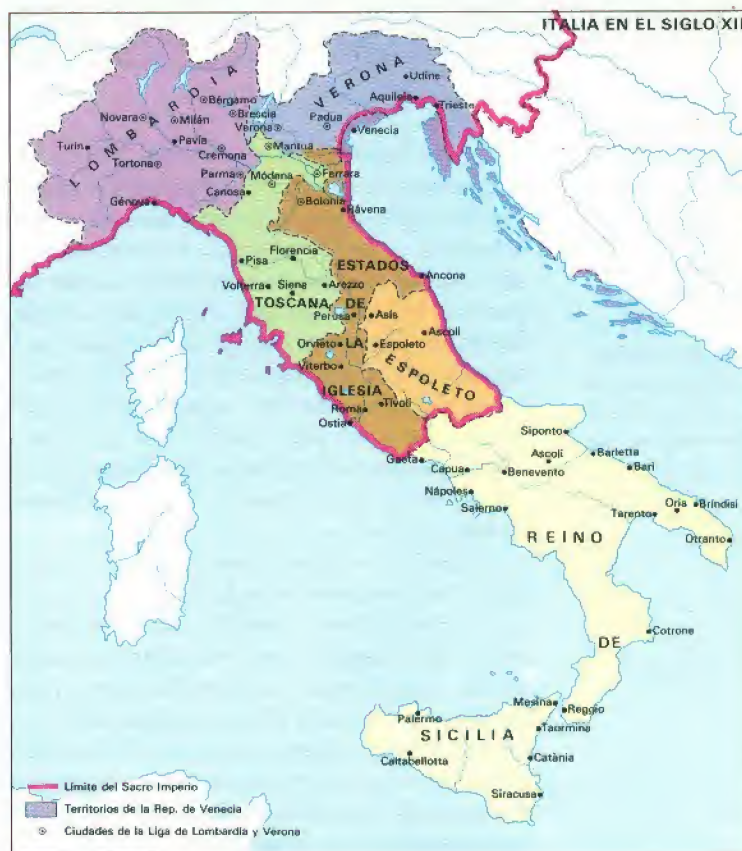 ITALIA EN EL SIGLO XII
LOMBARDIA
VERONA
Udine
Aquileia
Trieste
Bérgamo
Novara
Milán
Brescia
Verona
Padua
Venecia
Turín
Pavía
Cremona
Mantua
Tortona
Parma
Módena
Ferrara
Canosa
Génova
Bolonia
Rávena
Florencia
Pisa
ESTADOS
Ancona
Volterra
Siena
Arezzo
TOSCANA
DE
Perusa
Asís
Ascoli
Orvieto
LA
Espoleto
Viterbo
ESPOLETO
IGLESIA
Roma
Tívoli
Ostia
Siponto
Gaeta
Ascoli
Barletta
Capua
Benevento
Bari
Nápoles
Salerno
Oria
Bríndisi
Tarento
REINO
Otranto
DE
Cotrone
Mesina
Reggio
Palermo
Taormina
SICILIA
Caltabellotta
Catània
Siracusa
Límite del Sacro Imperio
Territorios de la Rep. de Venecia
Ciudades de la Liga de Lombardía y Verona